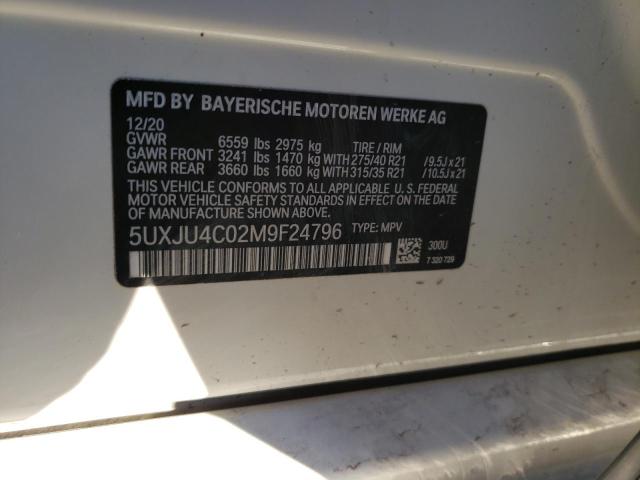 MFD BY BAYERISCHE MOTOREN WERKE AG
12/20
GVWR 6559 lbs 2975 kg TIRE / RIM
GAWR FRONT 3241 lbs 1470 kg WITH 275/40 R21 /9.5J x 21
GAWR REAR 3660 lbs 1660 kg WITH 315/35 R21 /10.5J x 21
THIS VEHICLE CONFORMS TO ALL APPLICABLE U. S. FEDERAL
MOTOR VEHICLE SAFETY STANDARDS IN EFFECT ON THE
DATE OF MANUFACTURE SHOWN ABOVE.
5UXJU4C02M9F24796 TYPE: MPV
300U
7 320 729